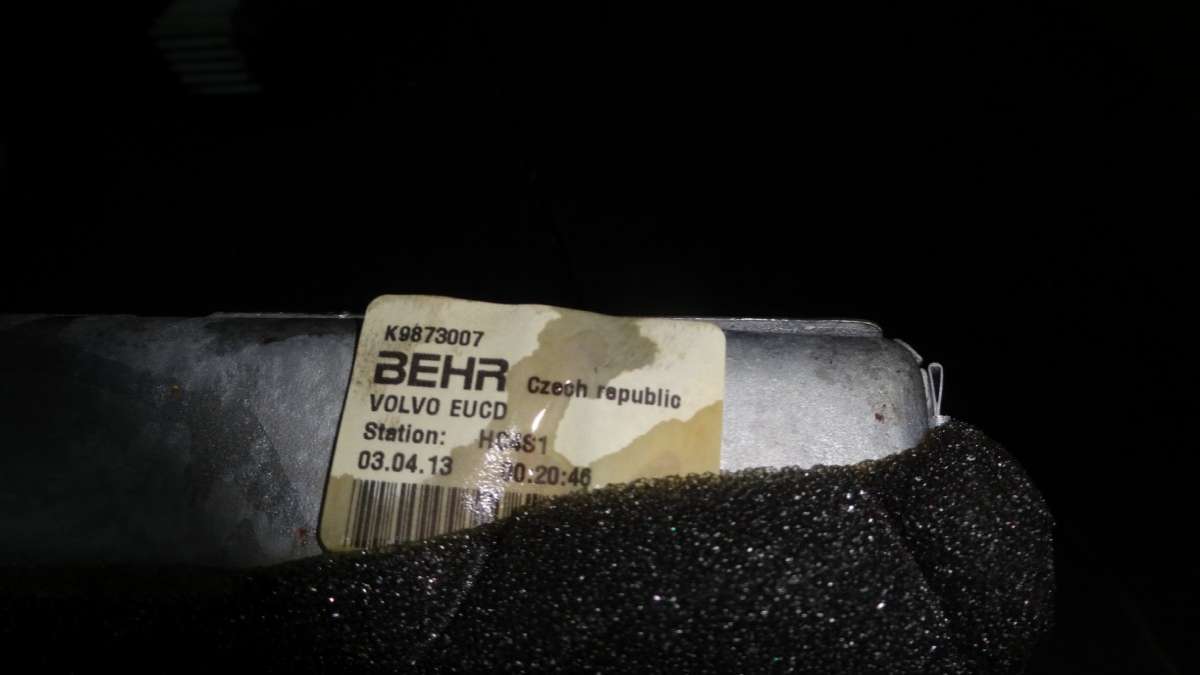 K9873007
BEHR Czech republic
VOLVO EUCD
Station:
03.04.13